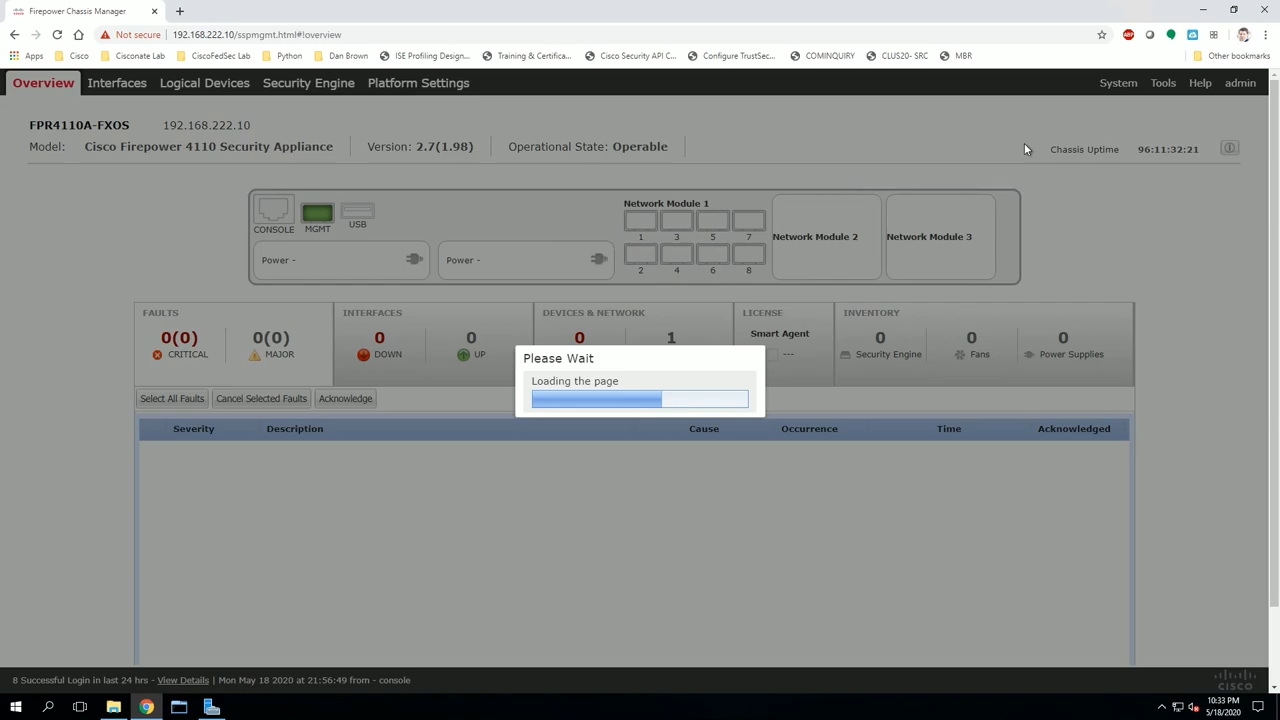 Firepower Chassis Manager
Not secure | 192.168.222.10/sspmgmt.html#!overview
ABP
Apps Cisco Cisconate Lab CiscoFedSec Lab Python Dan Brown ISE Profiling Design... Training & Certifica... Cisco Security API C... Configure TrustSec... COMINQUIRY CLUS20- SRC MBR Other bookmarks
Overview Interfaces Logical Devices Security Engine Platform Settings System Tools Help admin
FPR4110A-FXOS 192.168.222.10
Model: Cisco Firepower 4110 Security Appliance Version: 2.7(1.98) Operational State: Operable Chassis Uptime 96:11:32:21
Network Module 1
CONSOLE MGMT USB 1 3 5 7 Network Module 2 Network Module 3
Power - Power - 2 4 6 8
FAULTS INTERFACES DEVICES & NETWORK LICENSE INVENTORY
0(0) 0(0) 0 0 0 1 Smart Agent 0 0 0
CRITICAL MAJOR DOWN UP --- Security Engine Fans Power Supplies
Please Wait
Loading the page
Select All Faults Cancel Selected Faults Acknowledge
Severity Description Cause Occurrence Time Acknowledged
8 Successful Login in last 24 hrs - View Details | Mon May 18 2020 at 21:56:49 from - console
CISCO
10:33 PM
5/18/2020